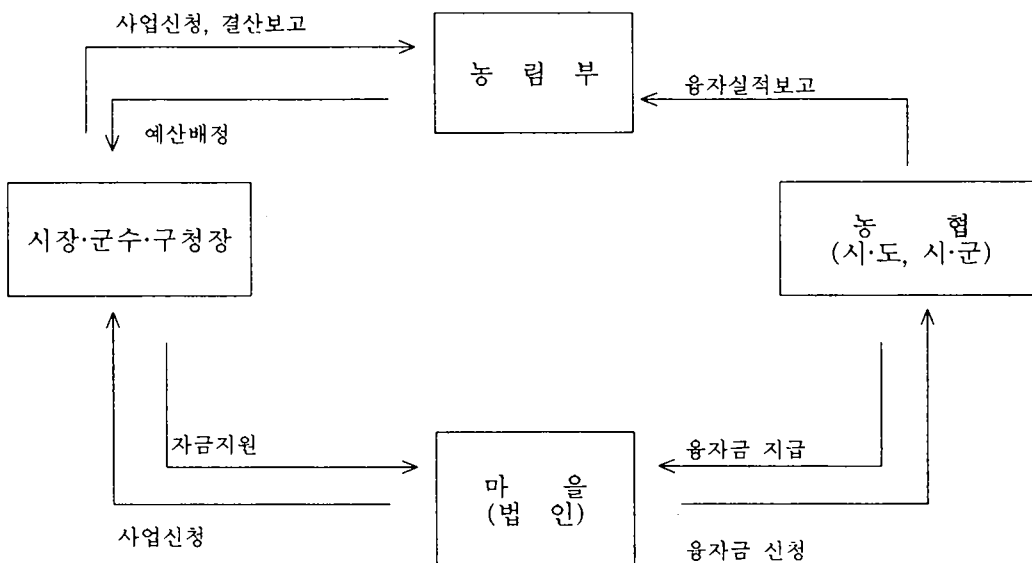 사업신청, 결산보고
농 림 부
융자실적보고
예산배정
시장·군수·구청장
농 협
(시·도, 시·군)
자금지원
융자금 지급
마 을
(법 인)
사업신청
융자금 신청